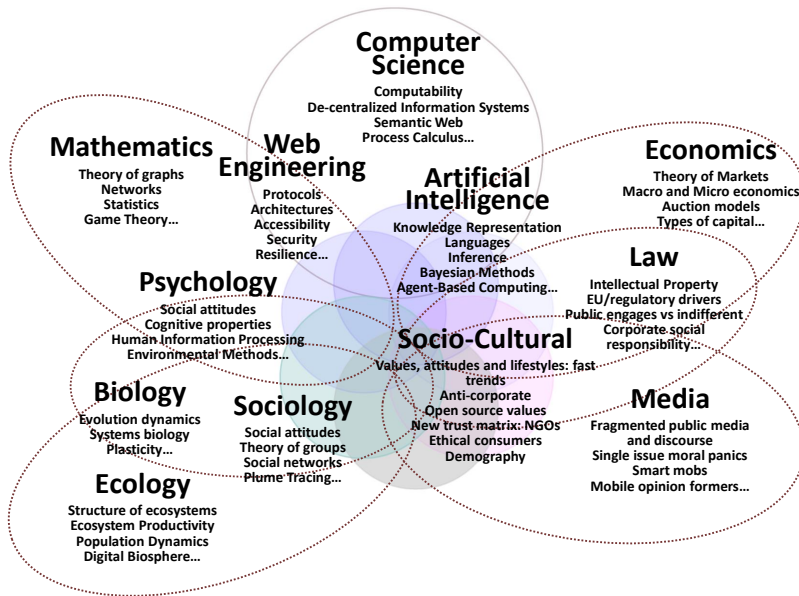 Computer
Science
Computability
De-centralized Information Systems
Semantic Web
Process Calculus…
Mathematics
Theory of graphs
Networks
Statistics
Game Theory…
Web
Engineering
Protocols
Architectures
Accessibility
Security
Resilience…
Artificial
Intelligence
Knowledge Representation
Languages
Inference
Bayesian Methods
Agent-Based Computing…
Economics
Theory of Markets
Macro and Micro economics
Auction models
Types of capital…
Law
Intellectual Property
EU/regulatory drivers
Public engages vs indifferent
Corporate social
responsibility…
Psychology
Social attitudes
Cognitive properties
Human Information Processing
Environmental Methods…
Socio-Cultural
Values, attitudes and lifestyles: fast
trends
Anti-corporate
Open source values
New trust matrix: NGOs
Ethical consumers
Demography
Biology
Evolution dynamics
Systems biology
Plasticity…
Sociology
Social attitudes
Theory of groups
Social networks
Plume Tracing…
Media
Fragmented public media
and discourse
Single issue moral panics
Smart mobs
Mobile opinion formers…
Ecology
Structure of ecosystems
Ecosystem Productivity
Population Dynamics
Digital Biosphere…